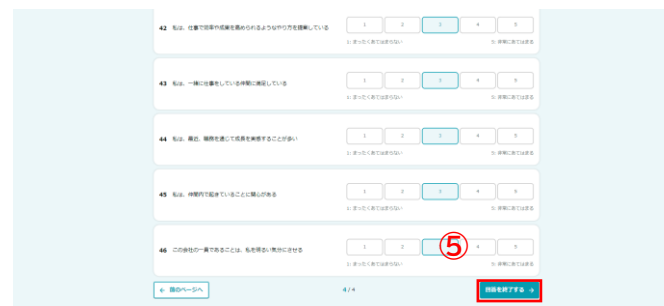 42 私は、仕事で効率や成果を高められるようなやり方を提案している
1 2 3 4 5
1: まったくあてはまらない 5: 非常にあてはまる
43 私は、一緒に仕事をしている仲間に満足している
1 2 3 4 5
1: まったくあてはまらない 5: 非常にあてはまる
44 私は、最近、職務を通じて成長を実感することが多い
1 2 3 4 5
1: まったくあてはまらない 5: 非常にあてはまる
45 私は、仲間内で起きていることに関心がある
1 2 3 4 5
1: まったくあてはまらない 5: 非常にあてはまる
46 この会社の一員であることは、私を明るい気分にさせる
1 2 ⑤ 4 5
1: まったくあてはまらない 5: 非常にあてはまる
← 前のページへ 4 / 4 回答を終了する →